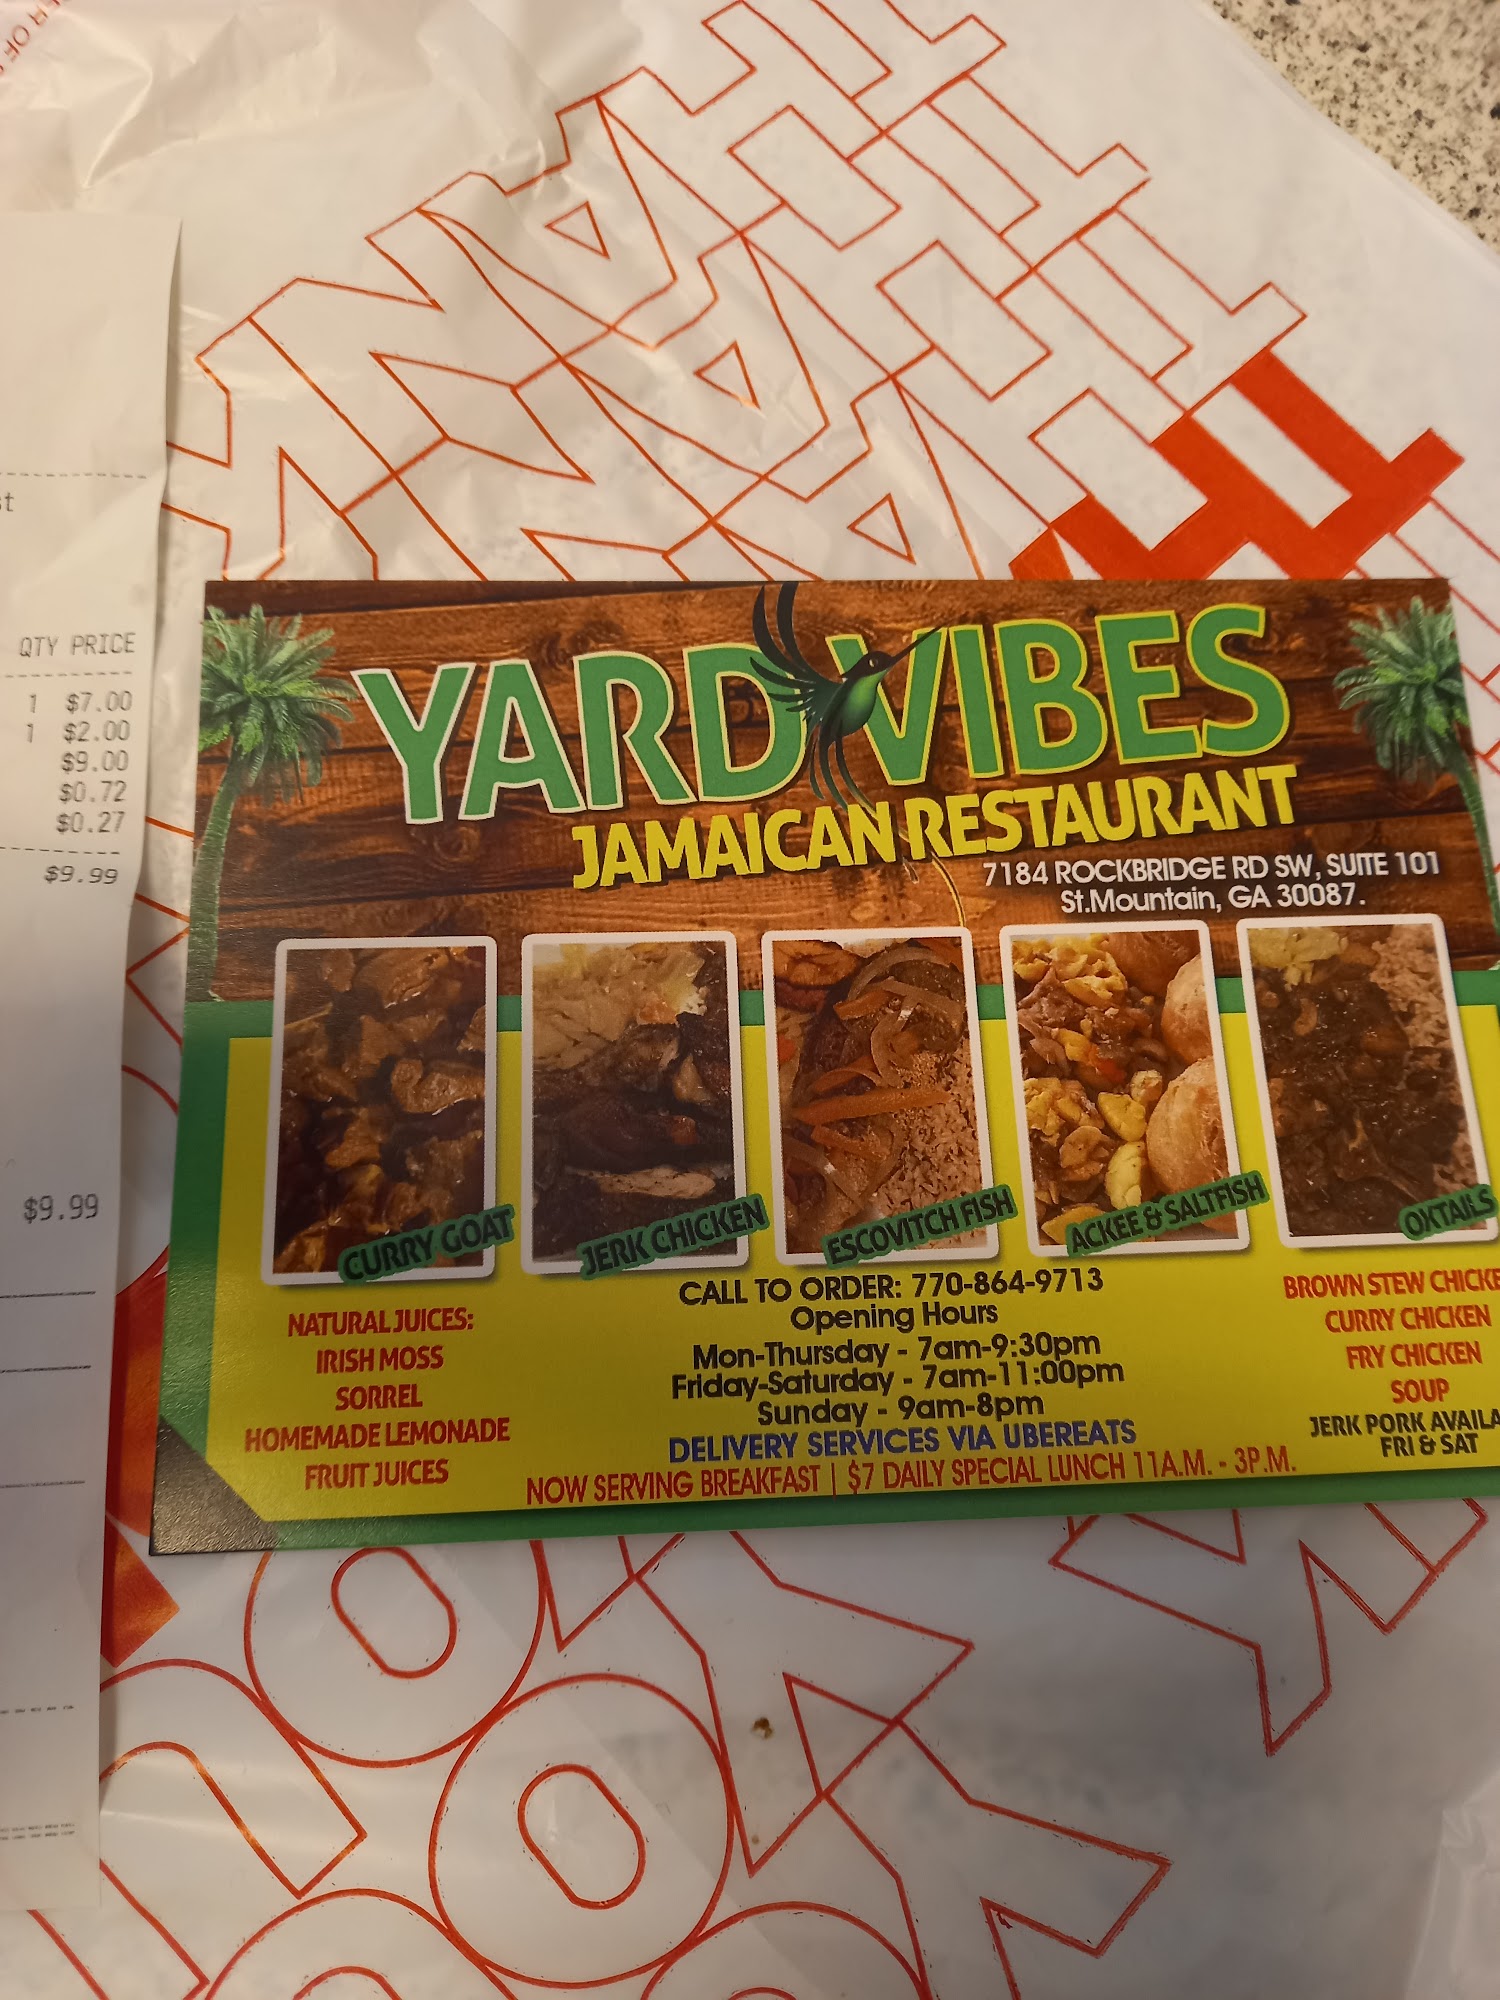 THANK
QTY PRICE
1 $7.00
1 $2.00
$9.00
$0.72
$0.27
$9.99
$9.99
YARD VIBES
JAMAICAN RESTAURANT
7184 ROCKBRIDGE RD SW, SUITE 101
St.Mountain, GA 30087.
CURRY GOAT
JERK CHICKEN
ESCOVITCH FISH
ACKEE & SALTFISH
OXTAILS
NATURAL JUICES:
IRISH MOSS
SORREL
HOMEMADE LEMONADE
FRUIT JUICES
CALL TO ORDER: 770-864-9713
Opening Hours
Mon-Thursday - 7am-9:30pm
Friday-Saturday - 7am-11:00pm
Sunday - 9am-8pm
DELIVERY SERVICES VIA UBEREATS
NOW SERVING BREAKFAST | $7 DAILY SPECIAL LUNCH 11A.M. - 3P.M.
BROWN STEW CHICKE
CURRY CHICKEN
FRY CHICKEN
SOUP
JERK PORK AVAILA
FRI & SAT